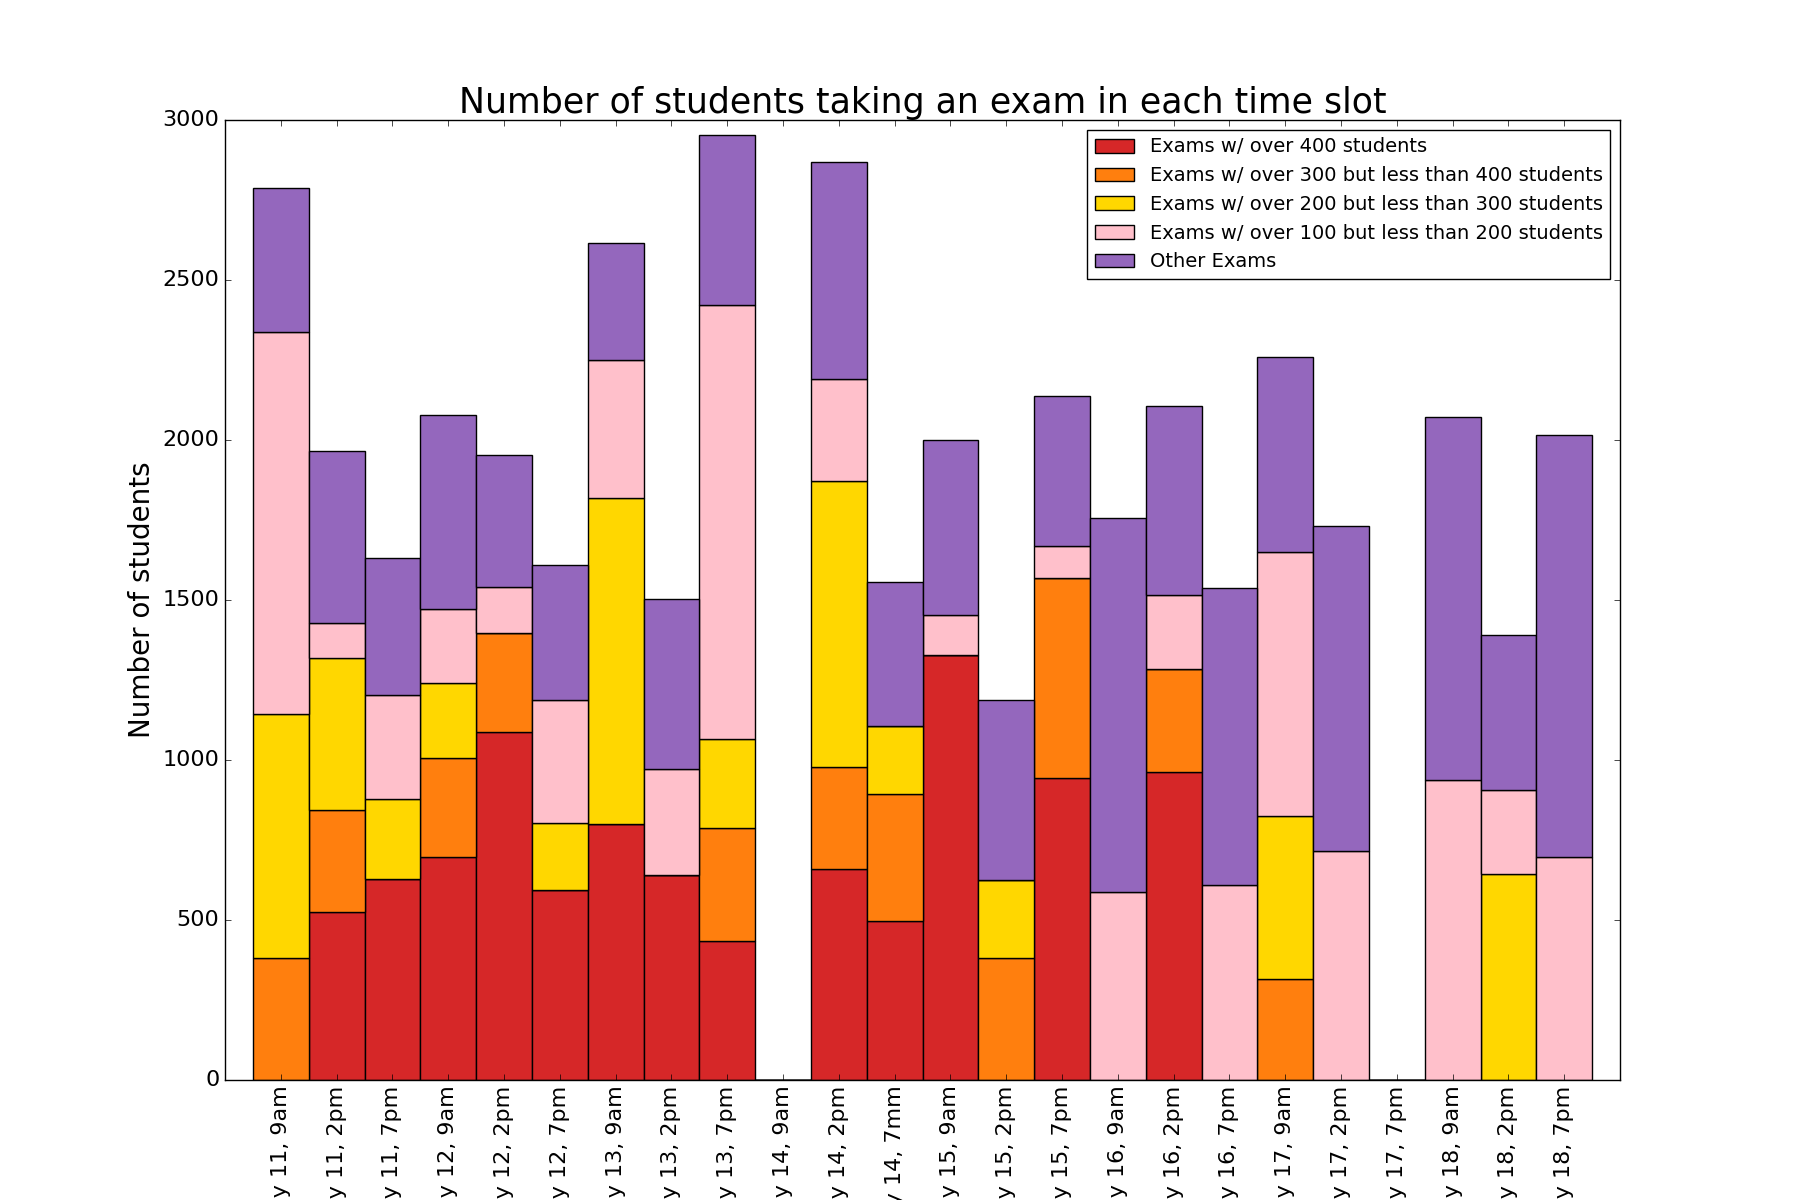 Number of students taking an exam in each time slot
3000
2500
2000
1500
1000
500
0
Number of students
Exams w/ over 400 students
Exams w/ over 300 but less than 400 students
Exams w/ over 200 but less than 300 students
Exams w/ over 100 but less than 200 students
Other Exams
y 11, 9am
y 11, 2pm
y 11, 7pm
y 12, 9am
y 12, 2pm
y 12, 7pm
y 13, 9am
y 13, 2pm
y 13, 7pm
y 14, 9am
y 14, 2pm
y 14, 7mm
y 15, 9am
y 15, 2pm
y 15, 7pm
y 16, 9am
y 16, 2pm
y 16, 7pm
y 17, 9am
y 17, 2pm
y 17, 7pm
y 18, 9am
y 18, 2pm
y 18, 7pm